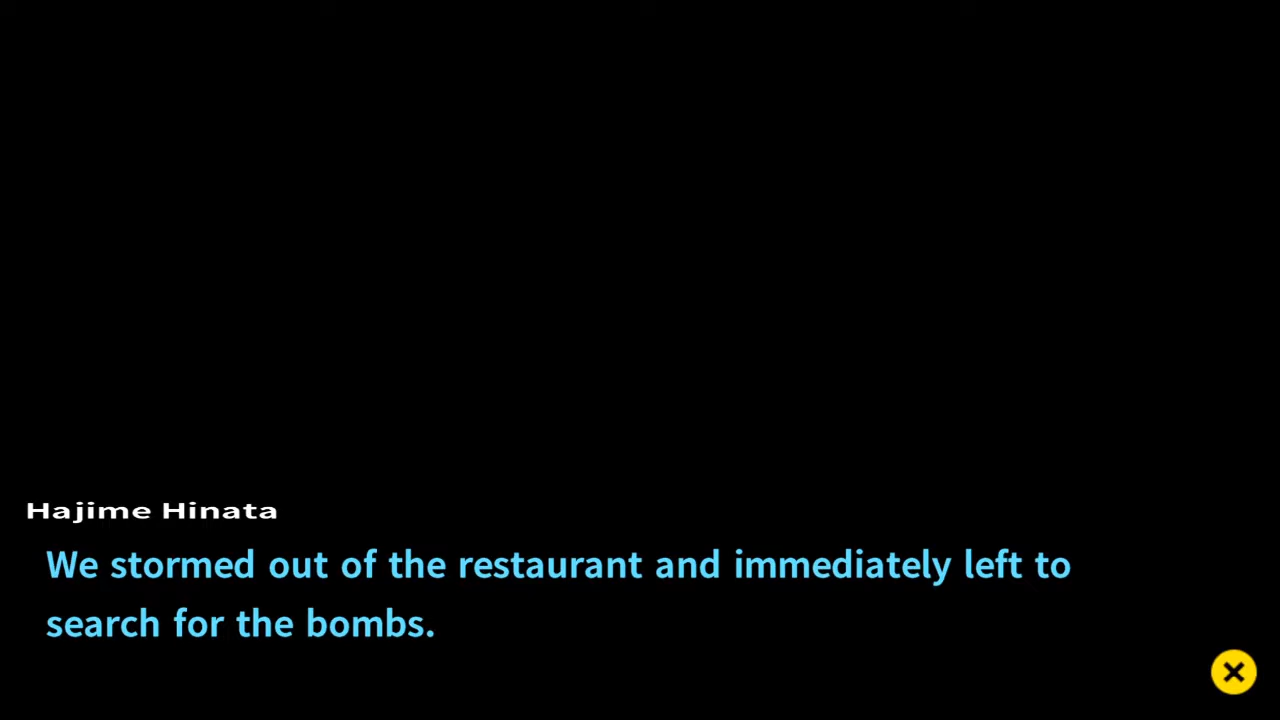 Hajime Hinata
We stormed out of the restaurant and immediately left to
search for the bombs.